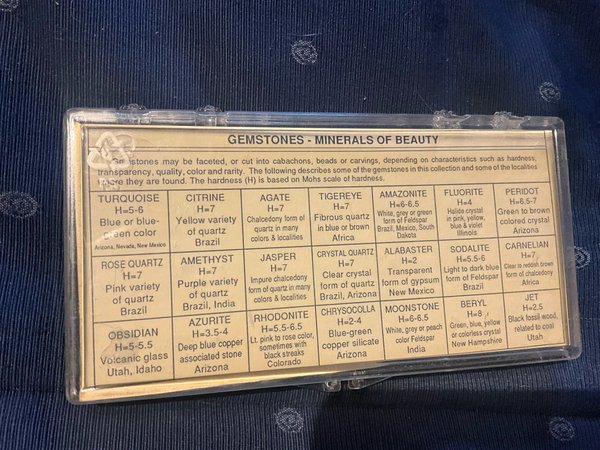 GEMSTONES - MINERALS OF BEAUTY
Gemstones may be faceted, or cut into cabachons, beads or carvings, depending on characteristics such as hardness,
transparency, quality, color and rarity. The following describes some of the gemstones in this collection and some of the localities
where they are found. The hardness (H) is based on Mohs scale of hardness.
TURQUOISE
H=5-6
Blue or blue-
green color
Arizona, Nevada, New Mexico
CITRINE
H=7
Yellow variety
of quartz
Brazil
AGATE
H=7
Chalcedony form of
quartz in many
colors & localities
TIGEREYE
H=7
Fibrous quartz
in blue or brown
Africa
AMAZONITE
H=6-6.5
White, grey or green
form of Feldspar
Brazil, Mexico, South
Dakota
FLUORITE
H=4
Halide crystal
in pink, yellow,
blue & violet
Illinois
PERIDOT
H=6.5-7
Green to brown
colored crystal
Arizona
ROSE QUARTZ
H=7
Pink variety
of quartz
Brazil
AMETHYST
H=7
Purple variety
of quartz
Brazil, India
JASPER
H=7
Impure chalcedony
form of quartz in many
colors & localities
CRYSTAL QUARTZ
H=7
Clear crystal
form of quartz
Brazil, Arizona
ALABASTER
H=2
Transparent
form of gypsum
New Mexico
SODALITE
H=5.5-6
Light to dark blue
form of Feldspar
Brazil
CARNELIAN
H=7
Clear to reddish brown
form of chalcedony
Africa
OBSIDIAN
H=5-5.5
Volcanic glass
Utah, Idaho
AZURITE
H=3.5-4
Deep blue copper
associated stone
Arizona
RHODONITE
H=5.5-6.5
Lt. pink to rose color,
sometimes with
black streaks
Colorado
CHRYSOCOLLA
H=2-4
Blue-green
copper silicate
Arizona
MOONSTONE
H=6-6.5
White, grey or peach
color Feldspar
India
BERYL
H=8
Green, blue, yellow
or colorless crystal
New Hampshire
JET
H=2.5
Black fossil wood,
related to coal
Utah